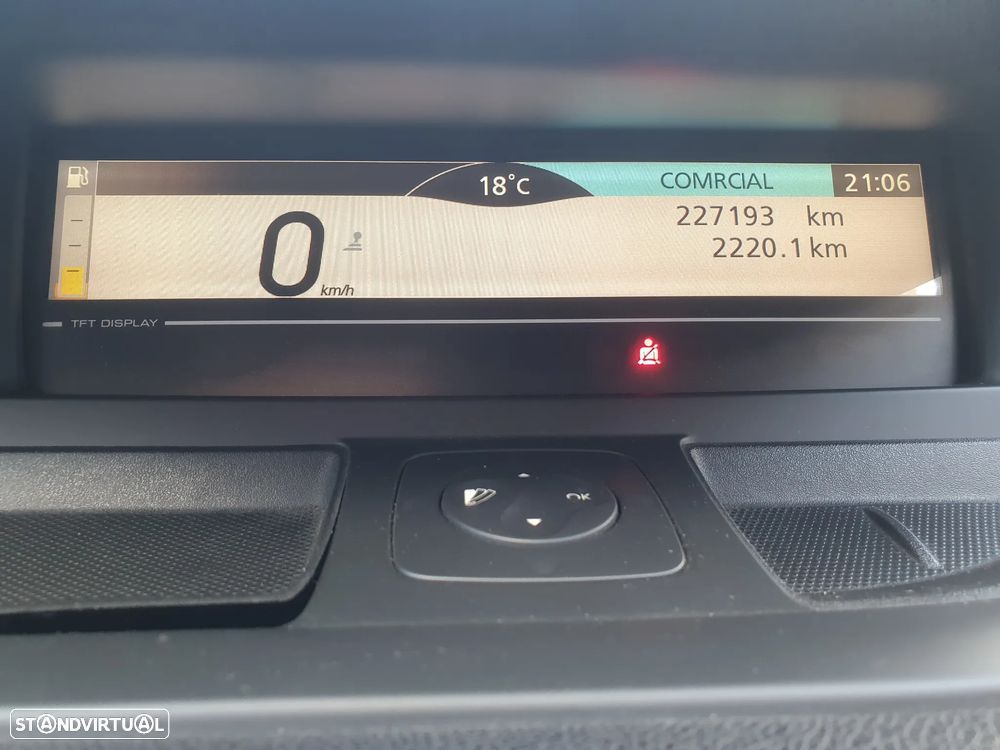 18°C
COMRCIAL
21:06
227193 km
2220.1 km
0
km/h
TFT DISPLAY
OK
STANDVIRTUAL